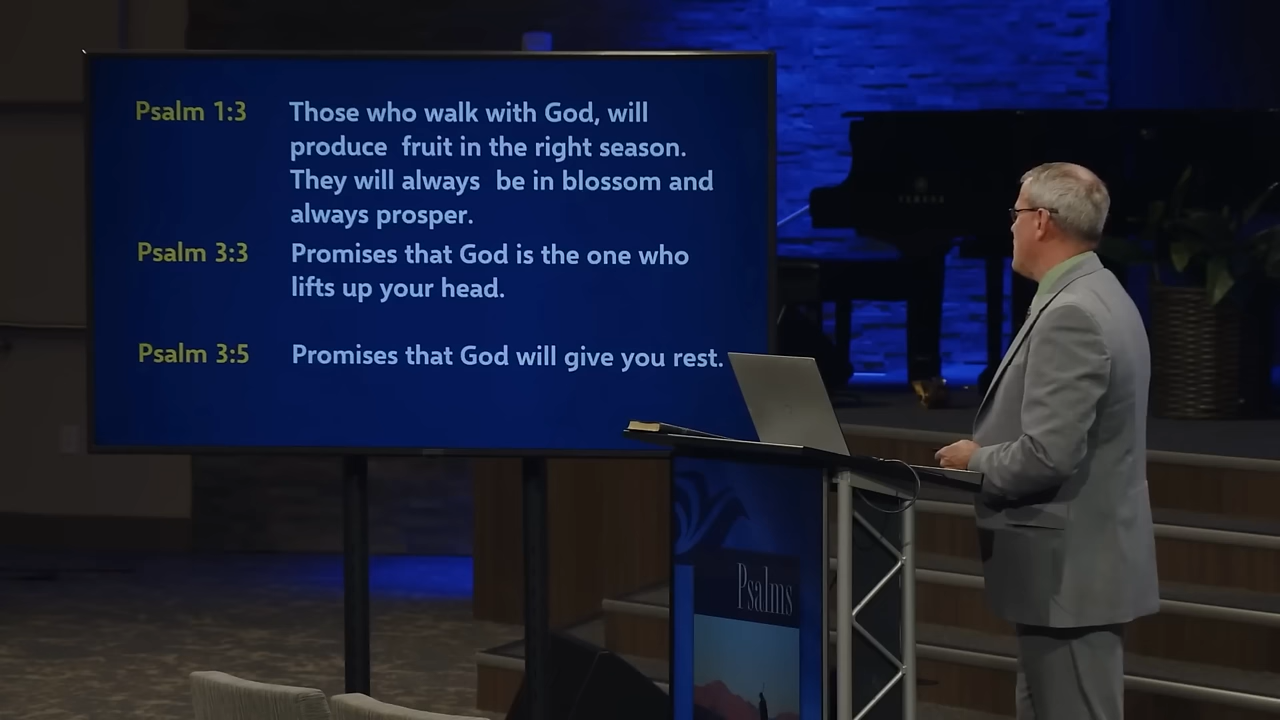 Psalm 1:3 Those who walk with God, will
produce fruit in the right season.
They will always be in blossom and
always prosper.
Psalm 3:3 Promises that God is the one who
lifts up your head.
Psalm 3:5 Promises that God will give you rest.
Psalms